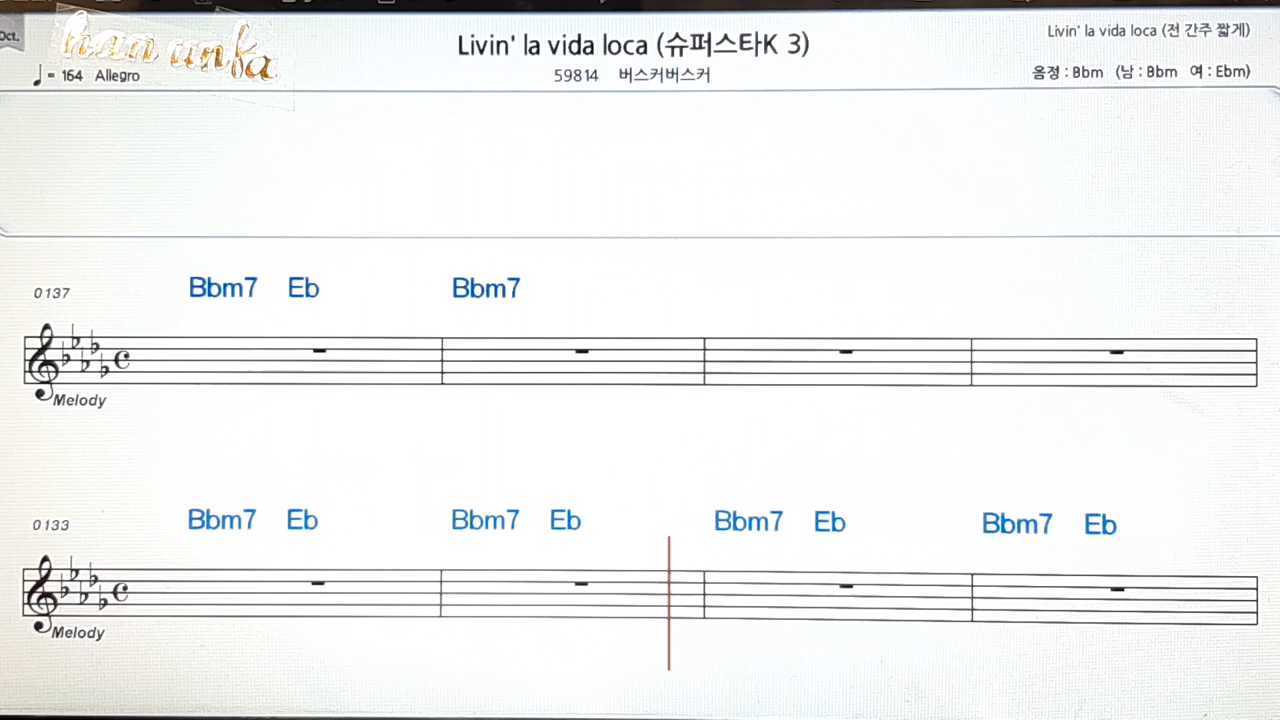 Oct.
han unfa
Livin' la vida loca (슈퍼스타K 3)
Livin' la vida loca (전 간주 짧게)
♩ = 164 Allegro
59814 버스커버스커
음정 : Bbm (남 : Bbm 여 : Ebm)
0137
Bbm7 Eb Bbm7
Melody
0133
Bbm7 Eb Bbm7 Eb Bbm7 Eb Bbm7 Eb
Melody